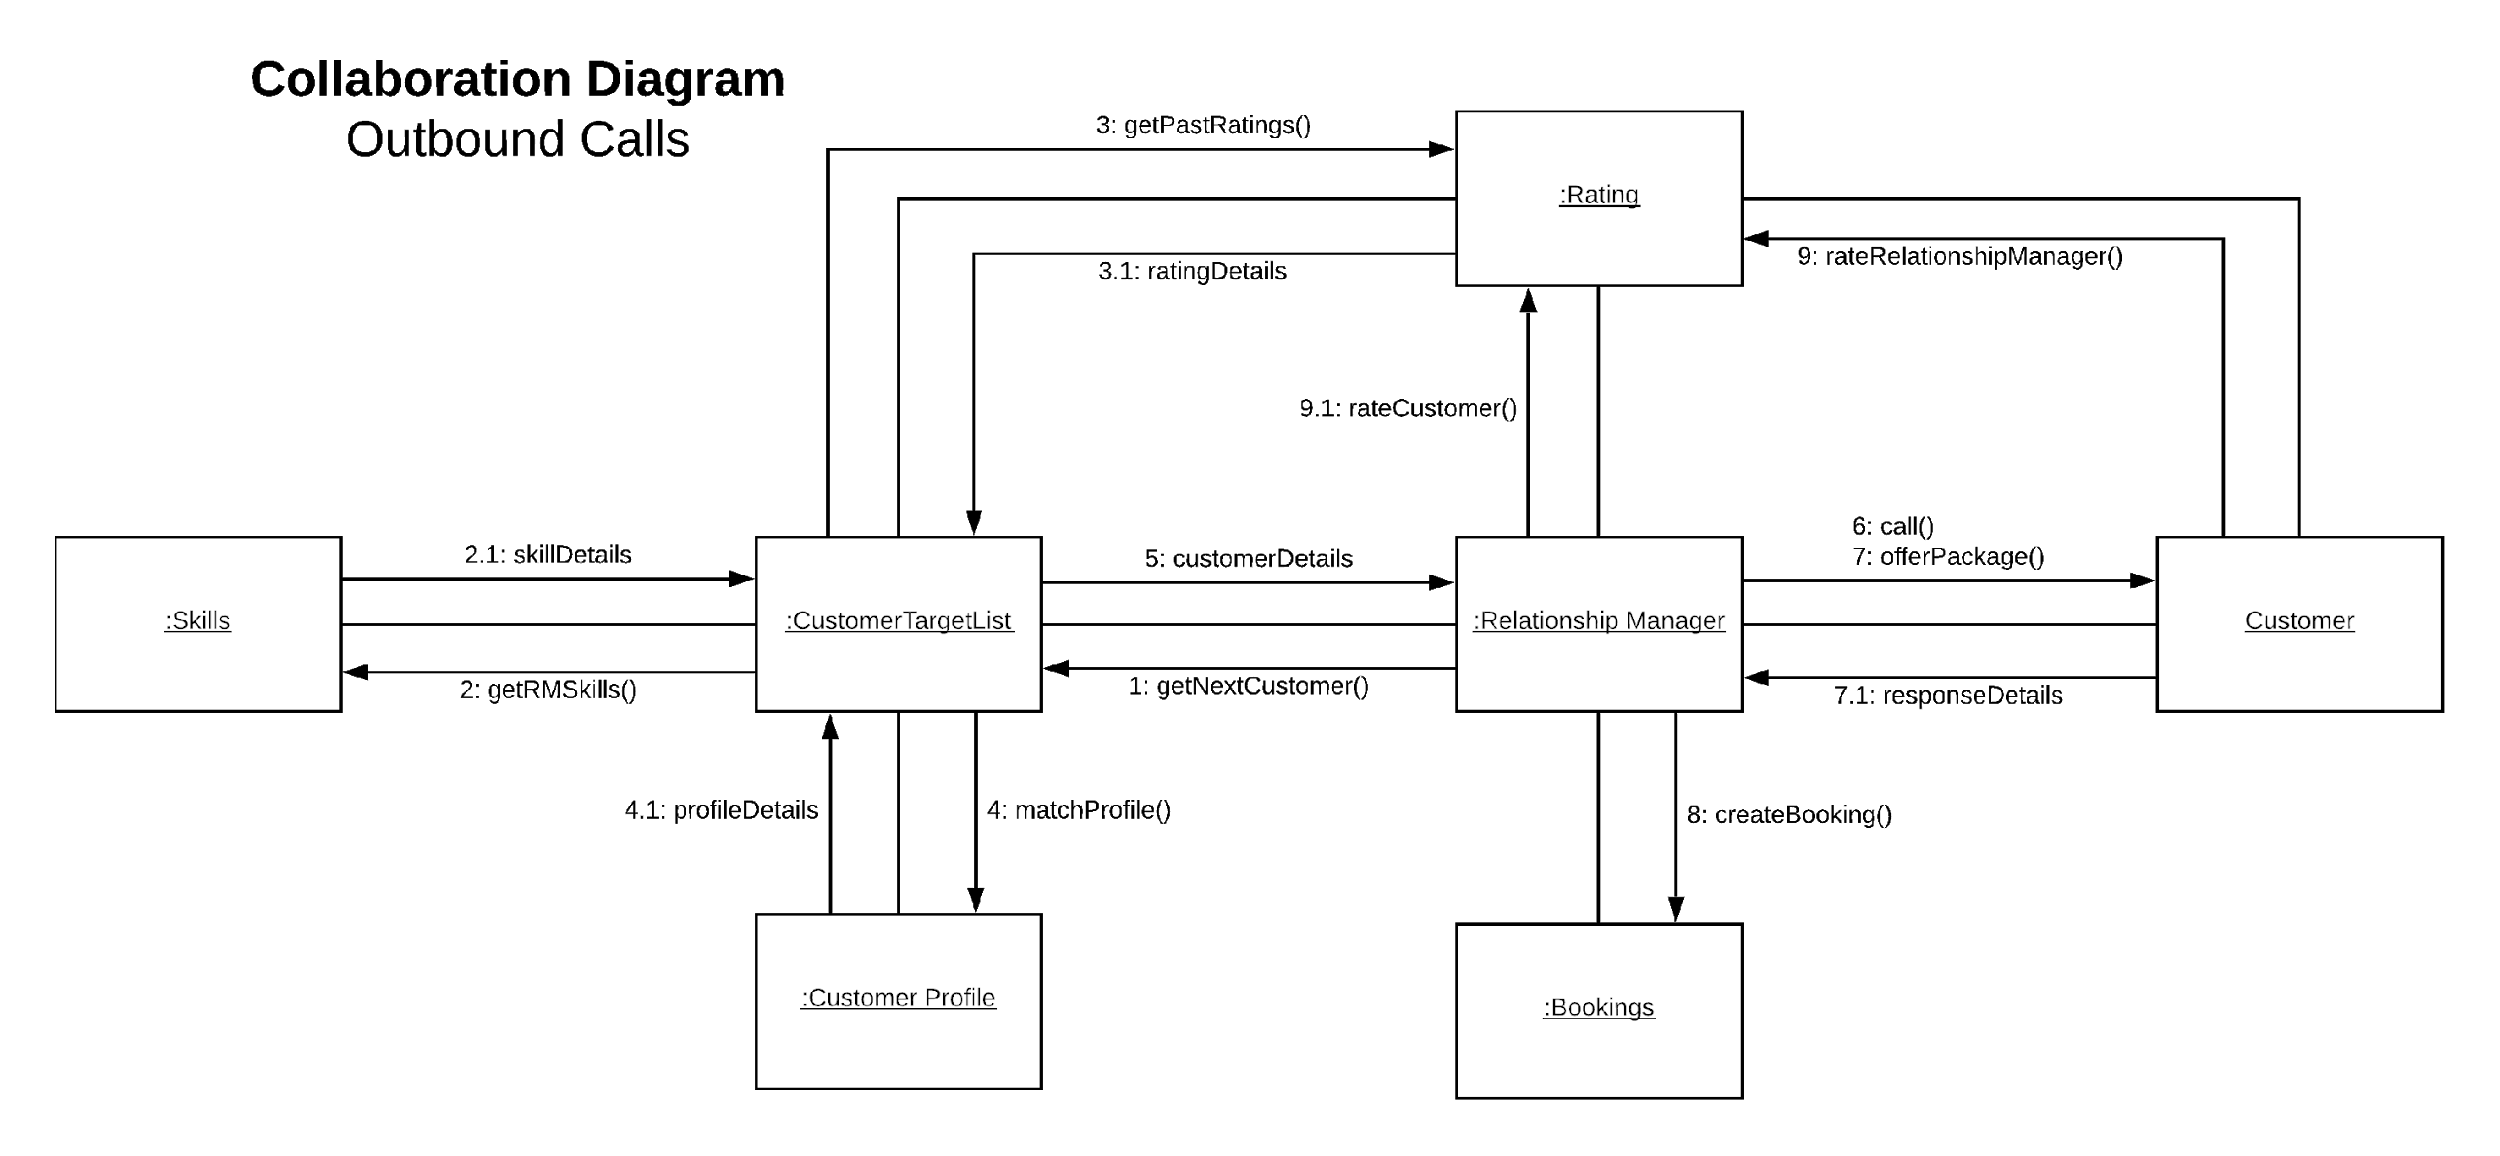 Collaboration Diagram
Outbound Calls
3: getPastRatings()
:Rating
3.1: ratingDetails
9: rateRelationshipManager()
9.1: rateCustomer()
6: call()
7: offerPackage()
2.1: skillDetails
5: customerDetails
:Skills
:CustomerTargetList
:Relationship Manager
Customer
2: getRMSkills()
1: getNextCustomer()
7.1: responseDetails
4.1: profileDetails
4: matchProfile()
8: createBooking()
:Customer Profile
:Bookings